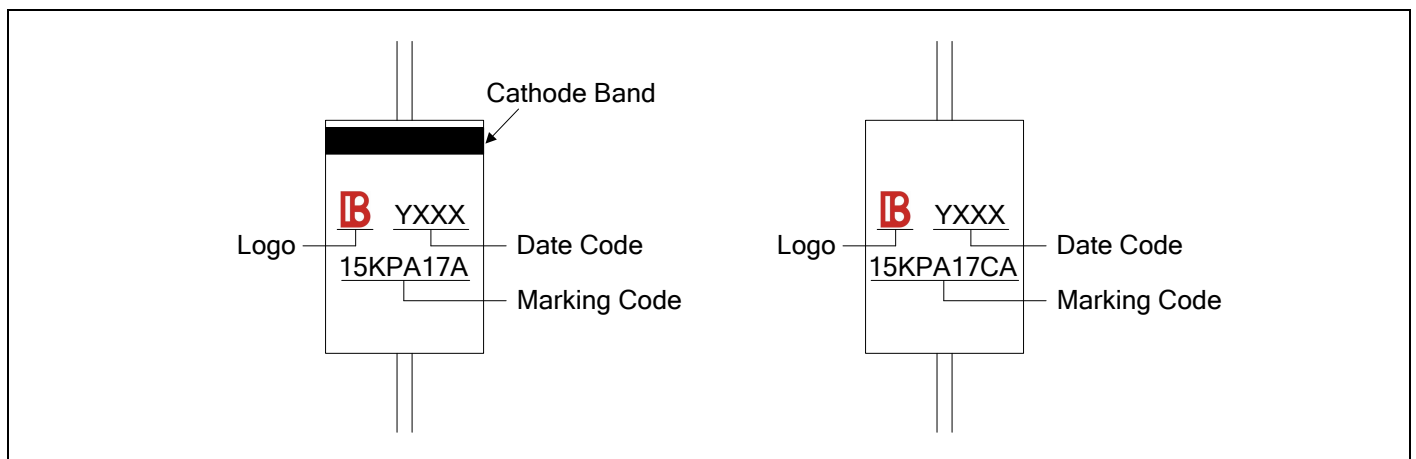 Cathode Band
B YXXX
Logo Date Code
15KPA17A
Marking Code
B YXXX
Logo Date Code
15KPA17CA
Marking Code